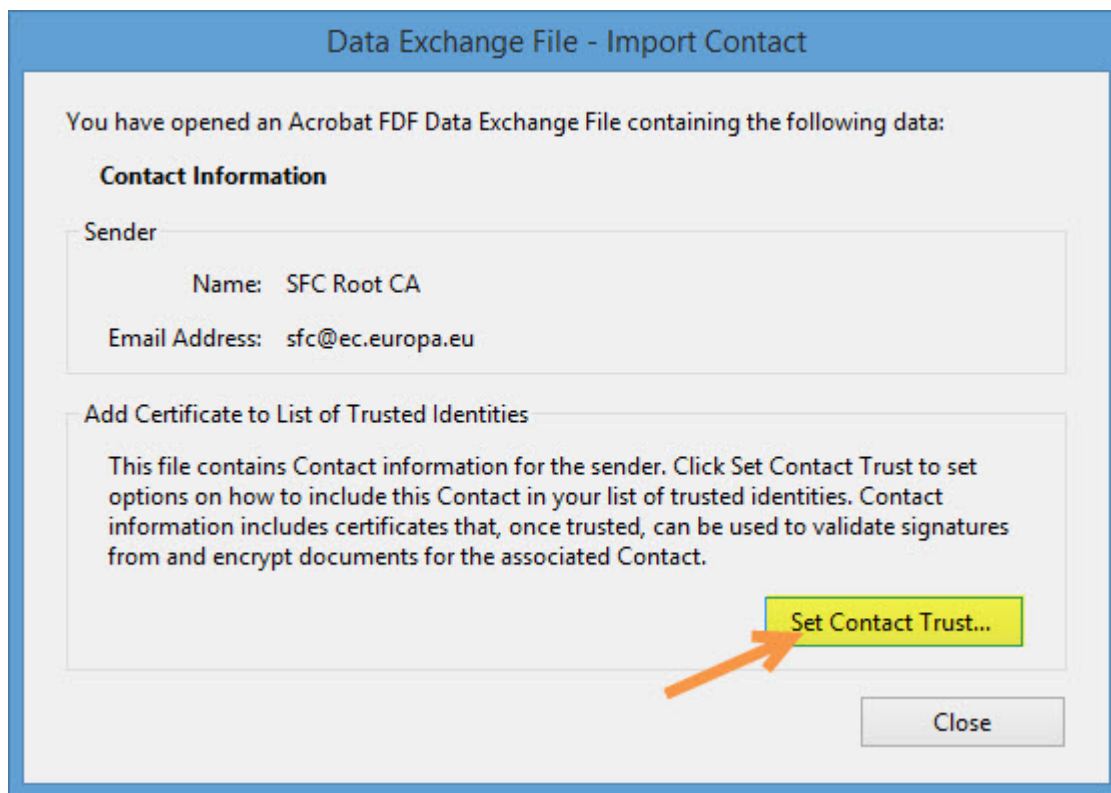 Data Exchange File - Import Contact
You have opened an Acrobat FDF Data Exchange File containing the following data:
Contact Information
Sender
Name: SFC Root CA
Email Address: sfc@ec.europa.eu
Add Certificate to List of Trusted Identities
This file contains Contact information for the sender. Click Set Contact Trust to set
options on how to include this Contact in your list of trusted identities. Contact
information includes certificates that, once trusted, can be used to validate signatures
from and encrypt documents for the associated Contact.
Set Contact Trust...
Close